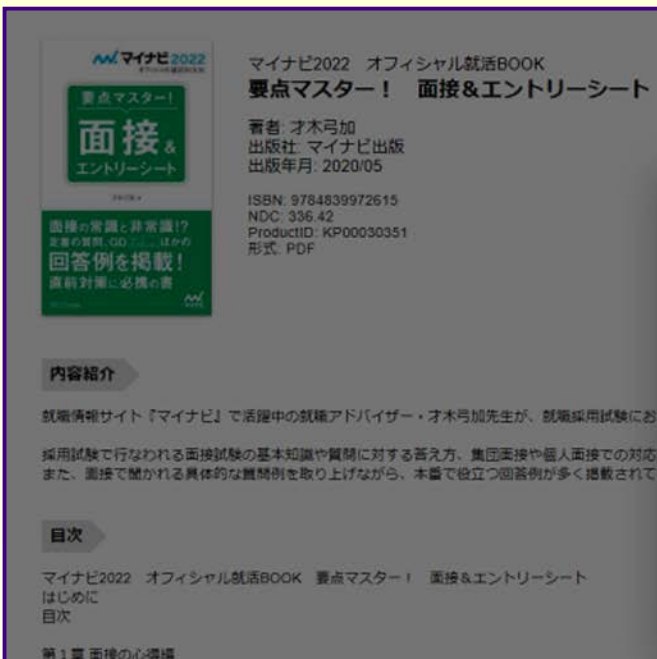 マイナビ2022
要点マスター！
面接&
エントリーシート
面接の常識と非常識!?
定番の質問、GD ほかの
回答例を掲載！
直前対策に必携の書
マイナビ2022 オフィシャル就活BOOK
要点マスター！ 面接&エントリーシート
著者: 才木弓加
出版社: マイナビ出版
出版年月: 2020/05
ISBN: 9784839972615
NDC: 336.42
ProductID: KP00030351
形式: PDF
内容紹介
就職情報サイト『マイナビ』で活躍中の就職アドバイザー・才木弓加先生が、就職採用試験にお
採用試験で行なわれる面接試験の基本知識や質問に対する答え方、集団面接や個人面接での対応
また、面接で聞かれる具体的な質問例を取り上げながら、本番で役立つ回答例が多く掲載されて
目次
マイナビ2022 オフィシャル就活BOOK 要点マスター！ 面接&エントリーシート
はじめに
目次
第１章 面接の心得編